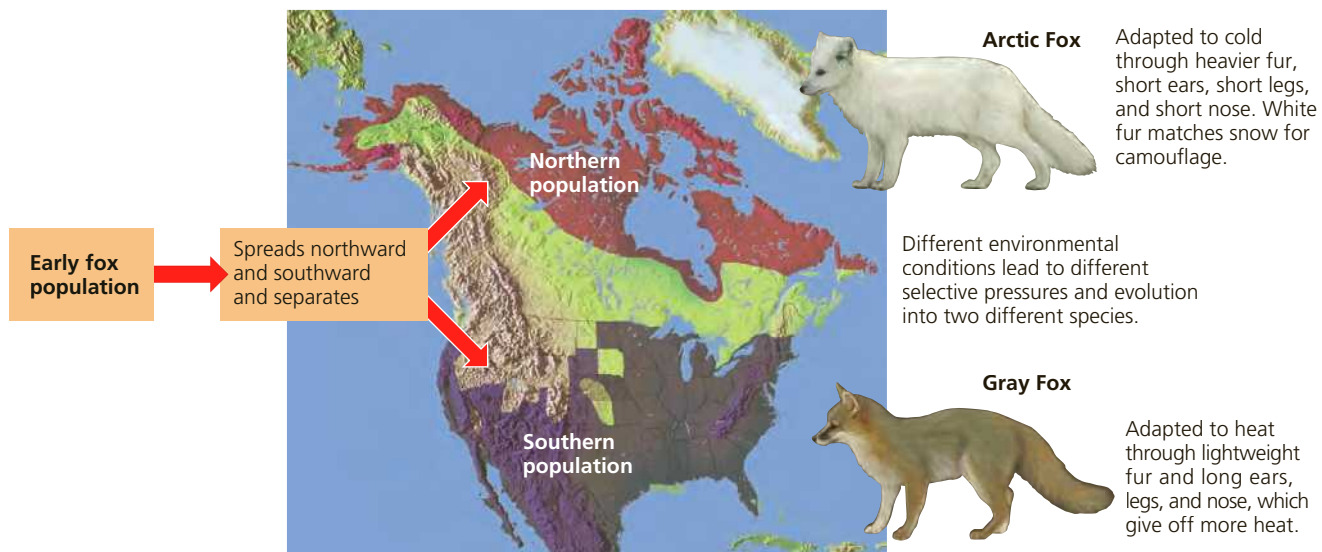 Early fox
population
Spreads northward
and southward
and separates
Northern
population
Southern
population
Arctic Fox
Adapted to cold
through heavier fur,
short ears, short legs,
and short nose. White
fur matches snow for
camouflage.
Different environmental
conditions lead to different
selective pressures and evolution
into two different species.
Gray Fox
Adapted to heat
through lightweight
fur and long ears,
legs, and nose, which
give off more heat.